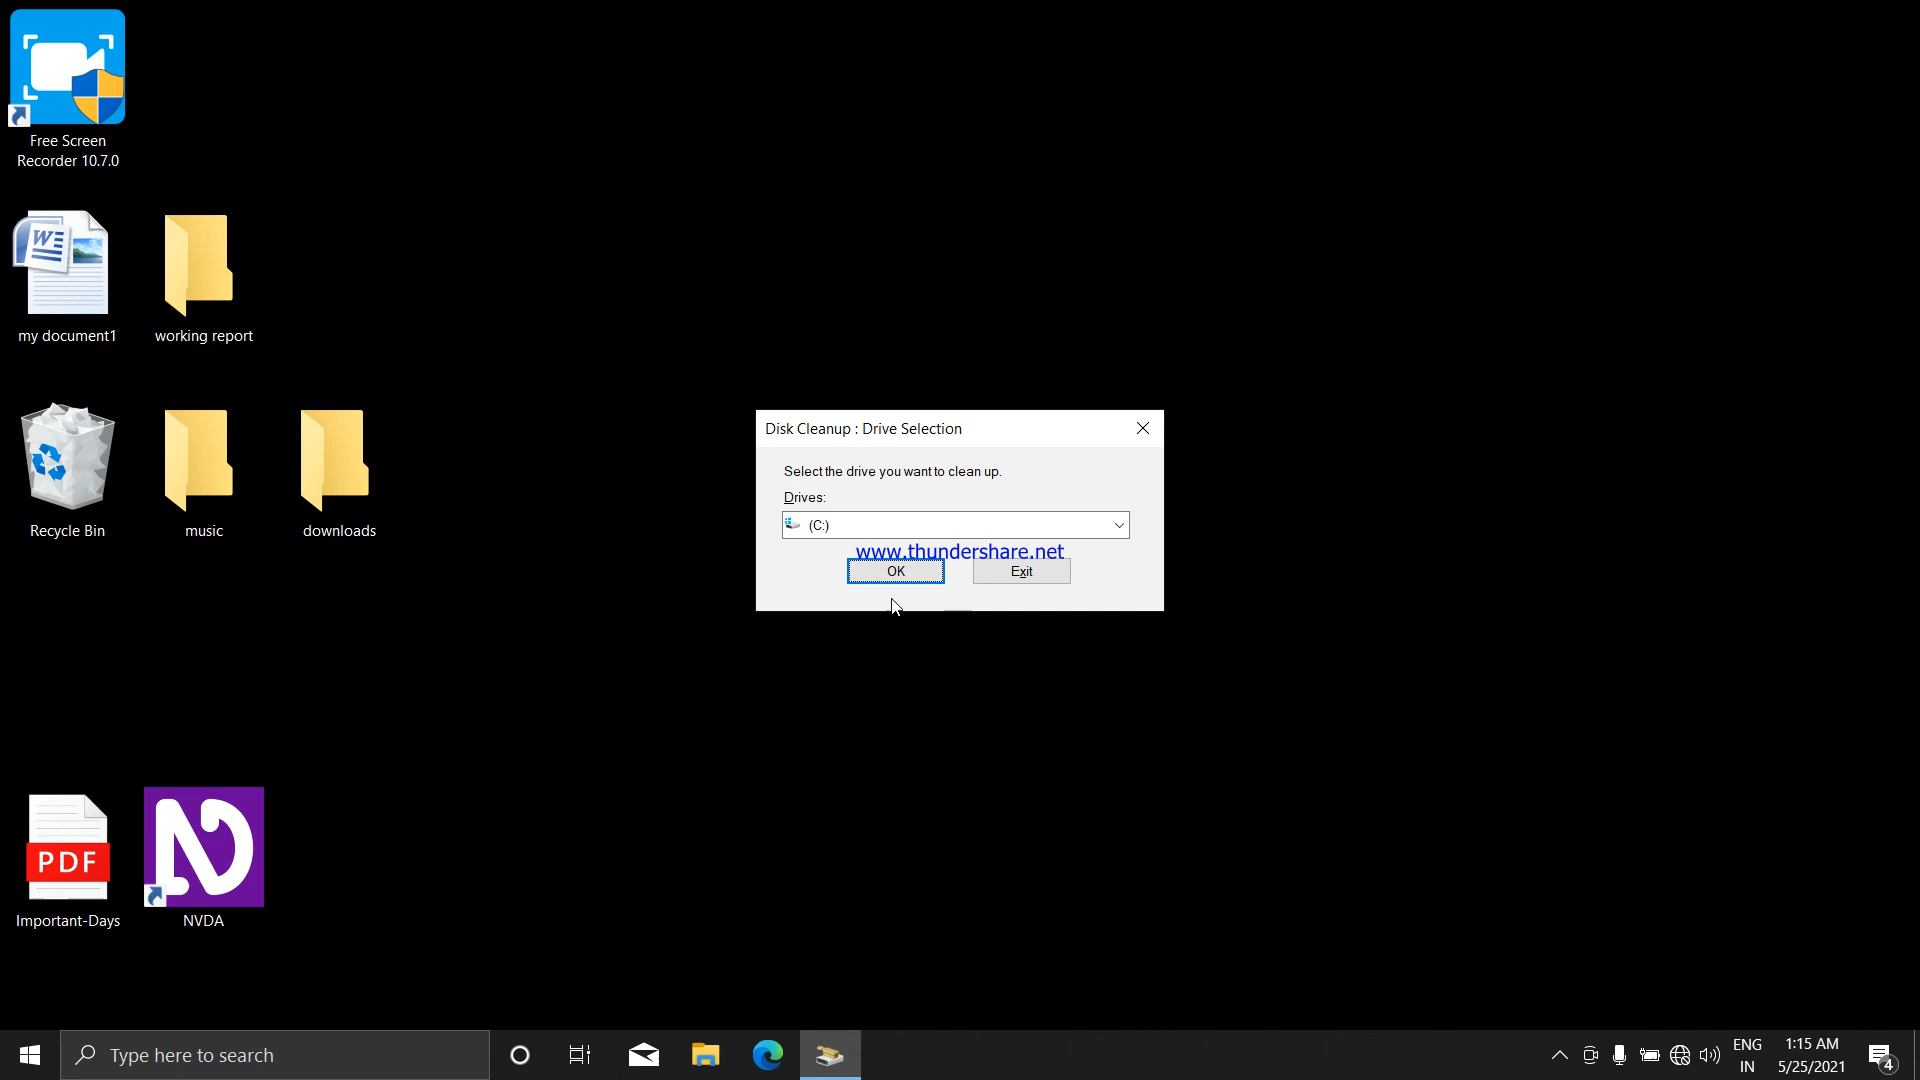 Free Screen
Recorder 10.7.0
W
my document1
working report
Recycle Bin
music
downloads
Disk Cleanup : Drive Selection
Select the drive you want to clean up.
Drives:
(C:)
www.thundershare.net
OK
Exit
PDF
Important-Days
NVDA
Type here to search
ENG
IN
1:15 AM
5/25/2021
4